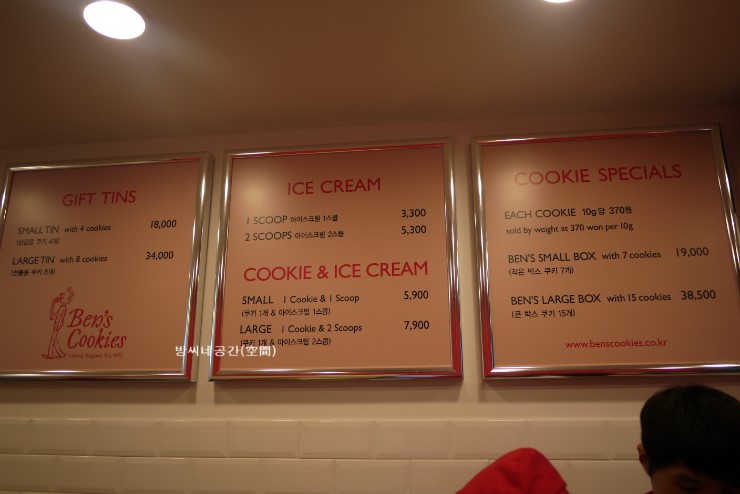 GIFT TINS
SMALL TIN with 4 cookies 18,000
LARGE TIN with 8 cookies 34,000
Ben's
Cookies
방씨네공간(空間)
ICE CREAM
1 SCOOP 아이스크림 1스쿱 3,300
2 SCOOPS 아이스크림 2스쿱 5,300
COOKIE & ICE CREAM
SMALL 1 Cookie & 1 Scoop 5,900
(쿠키 1개 & 아이스크림 1스쿱)
LARGE 1 Cookie & 2 Scoops 7,900
(쿠키 1개 & 아이스크림 2스쿱)
COOKIE SPECIALS
EACH COOKIE 10g당 370원
sold by weight at 370 won per 10g
BEN'S SMALL BOX with 7 cookies 19,000
(작은 박스 쿠키 7개)
BEN'S LARGE BOX with 15 cookies 38,500
(큰 박스 쿠키 15개)
www.benscookies.co.kr